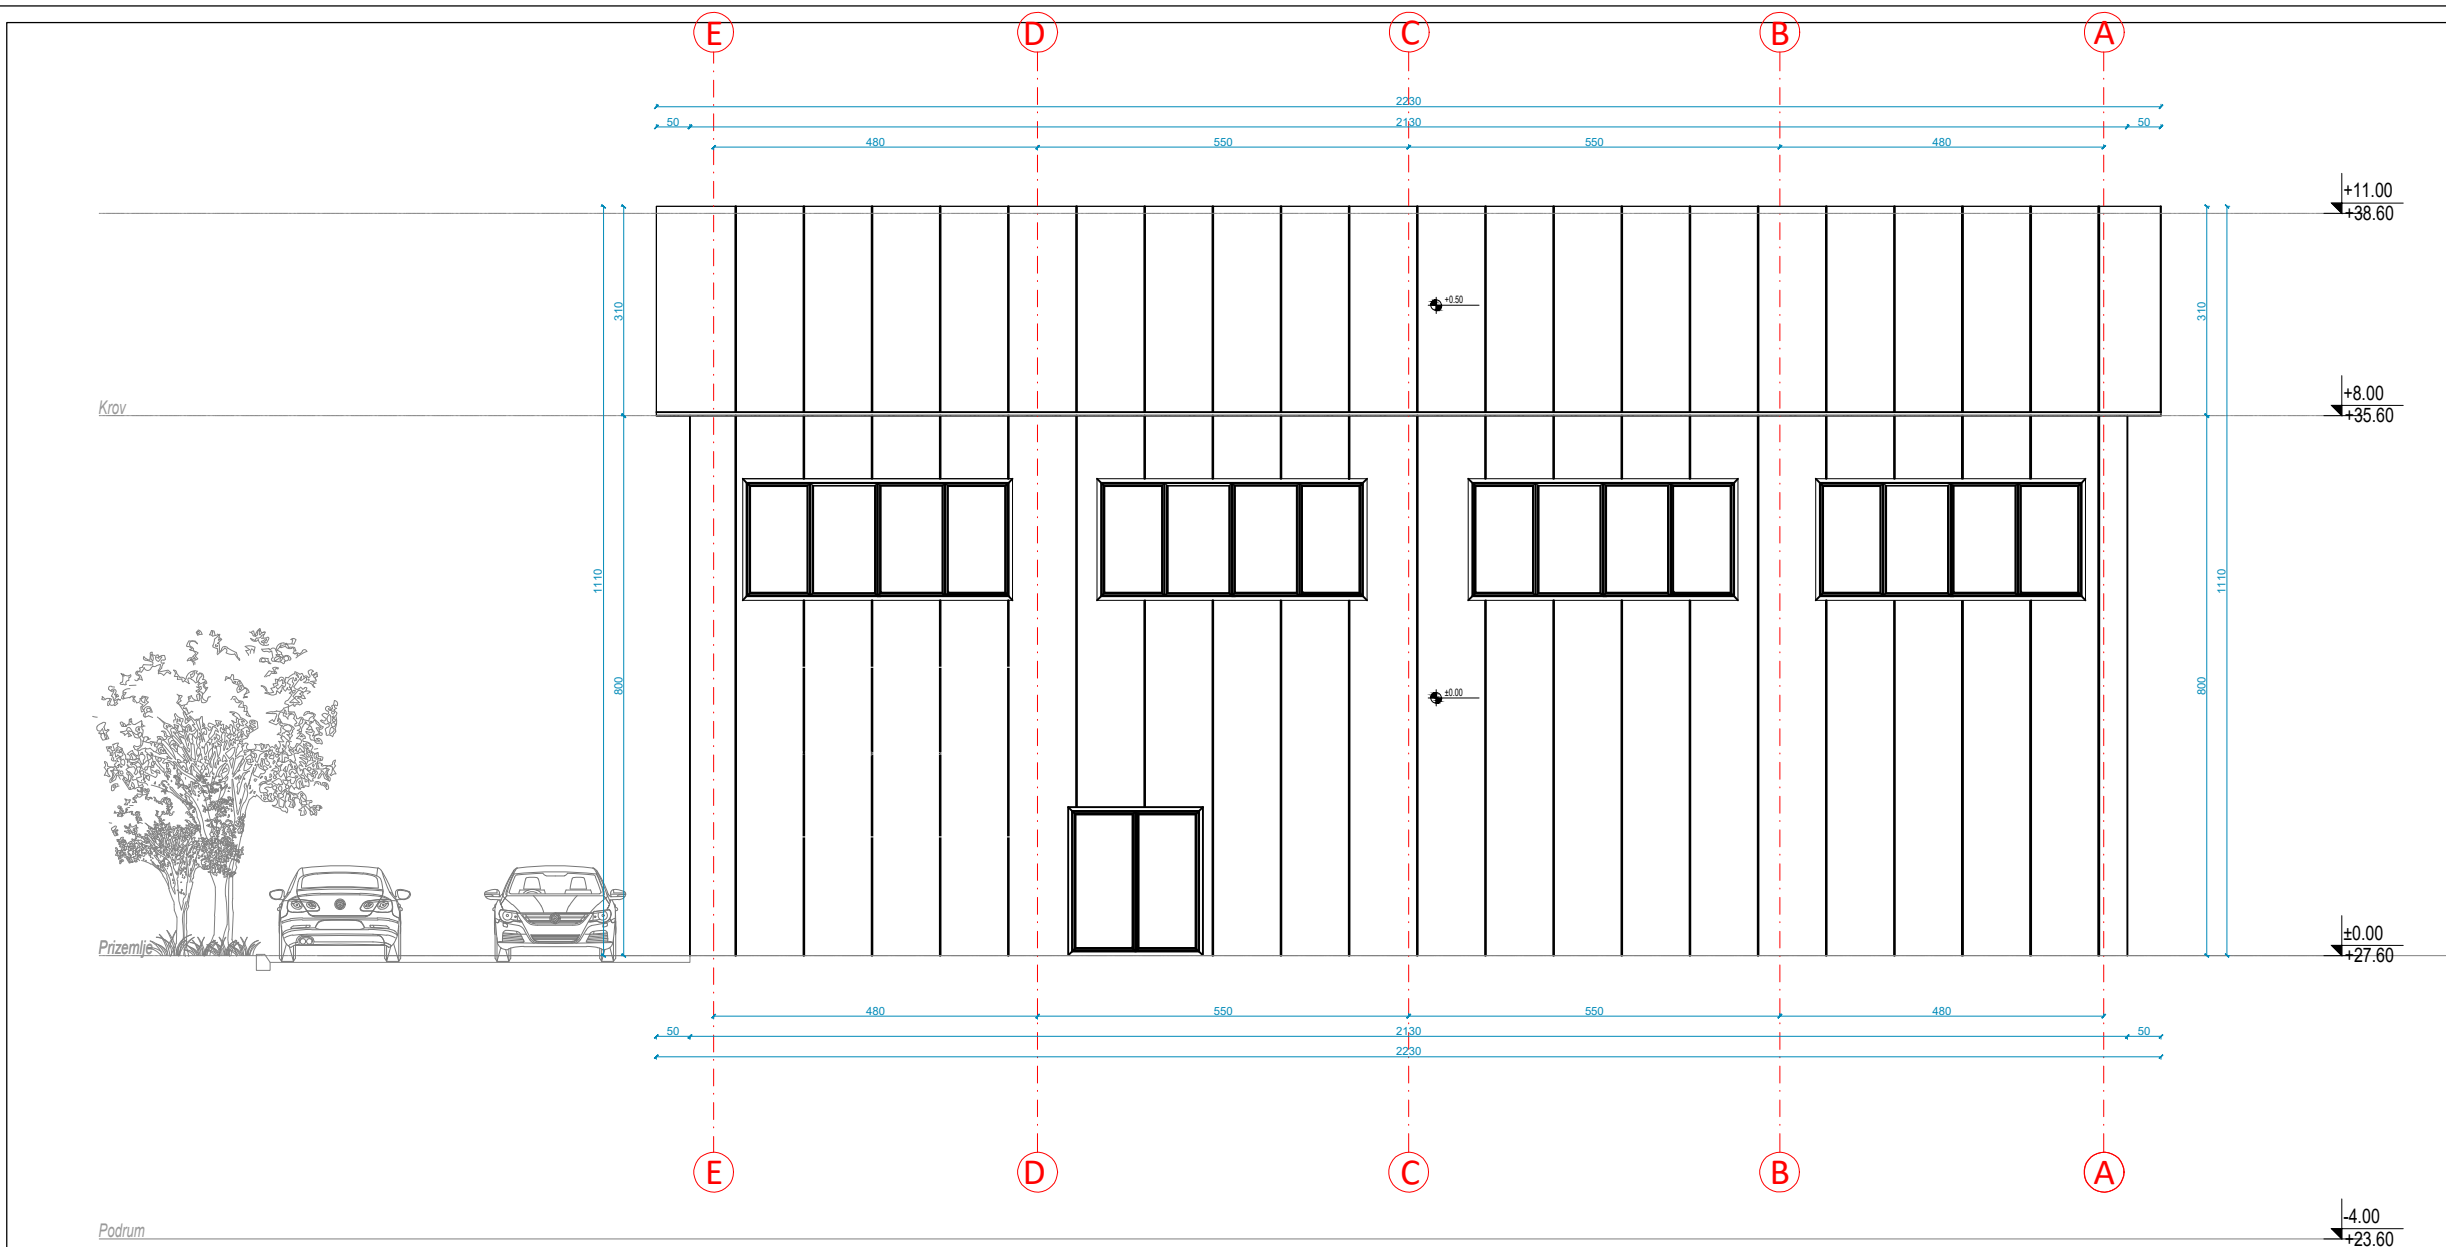 E D C B A
2230
50 2130 50
480 550 550 480
+11.00
+38.60
310 +0.50 310
Krov
+8.00
+35.60
1110 1110
800 ±0.00 800
Prizemlje
±0.00
+27.60
480 550 550 480
50 2130 50
2230
E D C B A
Podrum
-4.00
+23.60